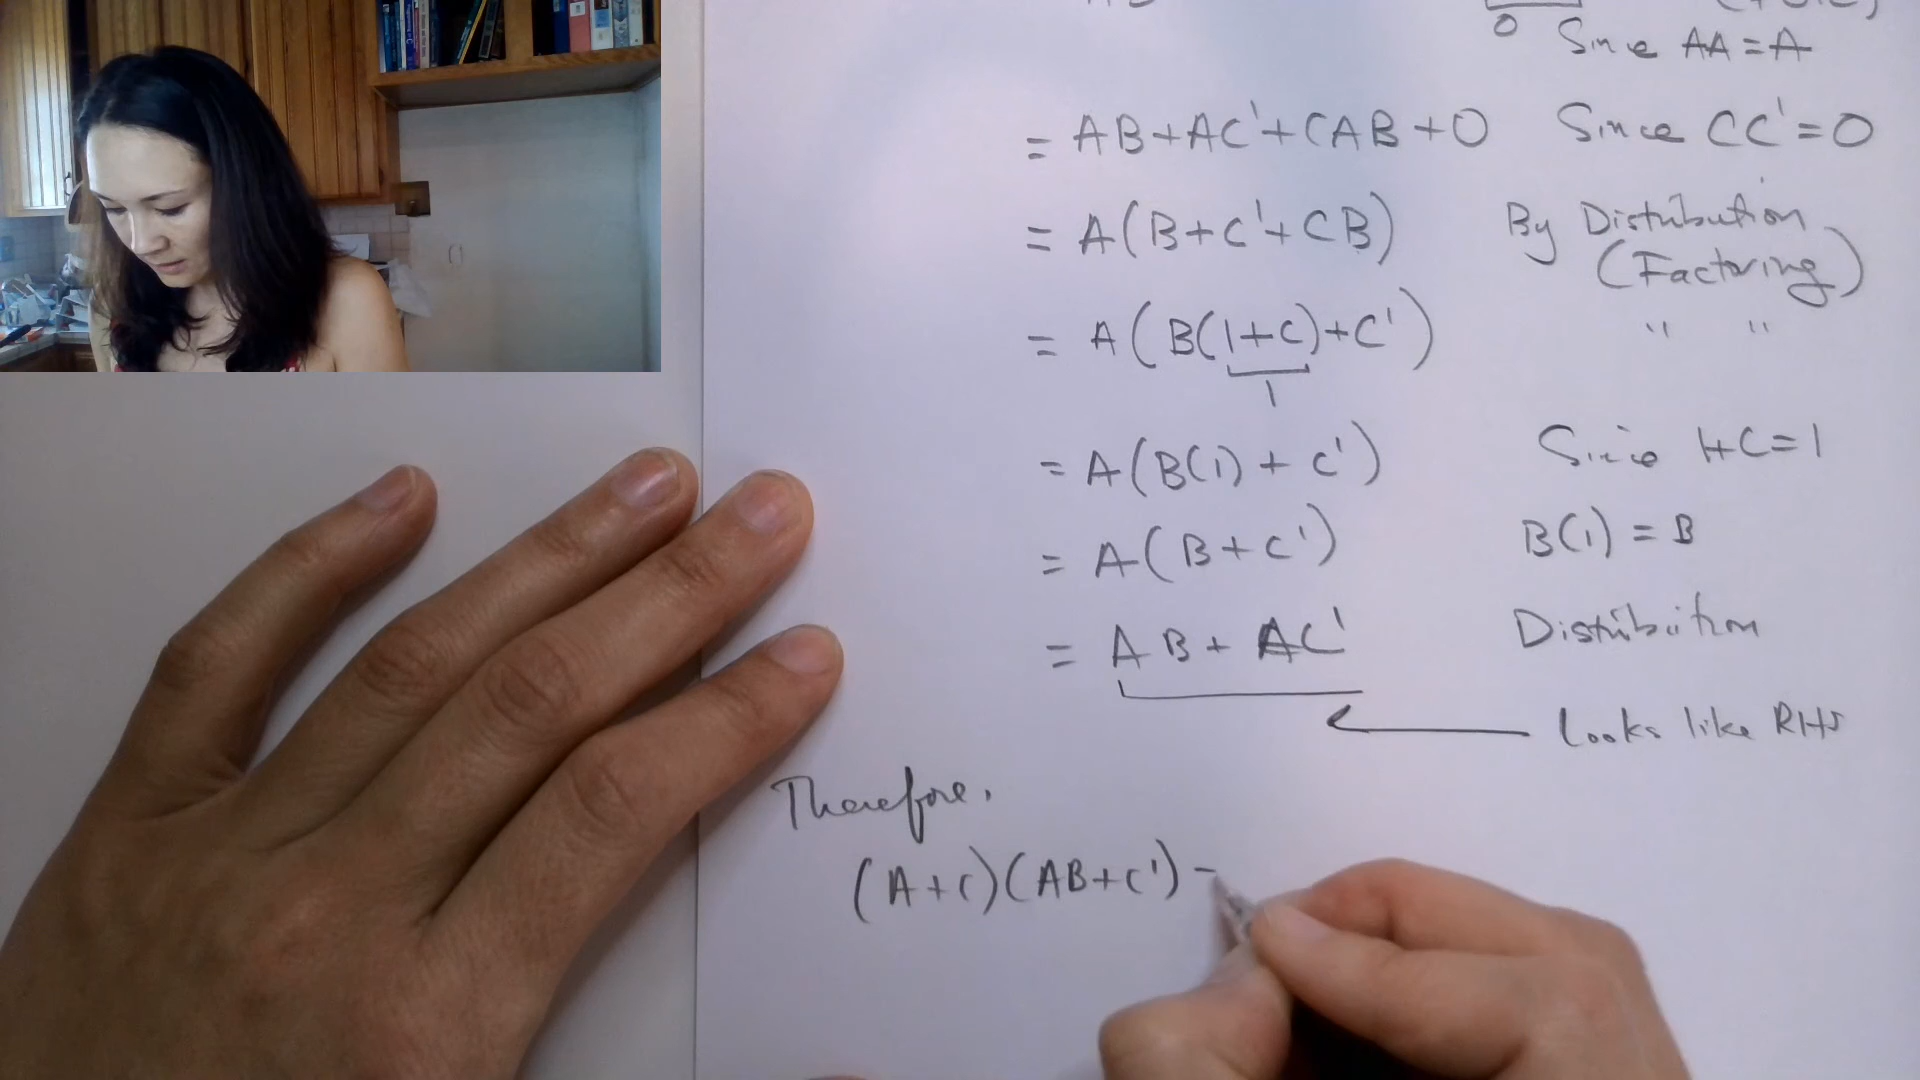 0 Since AA = A
= AB + AC' + CAB + 0 Since CC' = 0
= A(B + C' + CB) By Distribution
(Factoring)
= A(B(1+C) + C') " "
1
= A(B(1) + C') Since 1+C=1
= A(B + C') B(1) = B
= AB + AC' Distribution
Looks like RHS
Therefore,
(A+C)(AB+C') -